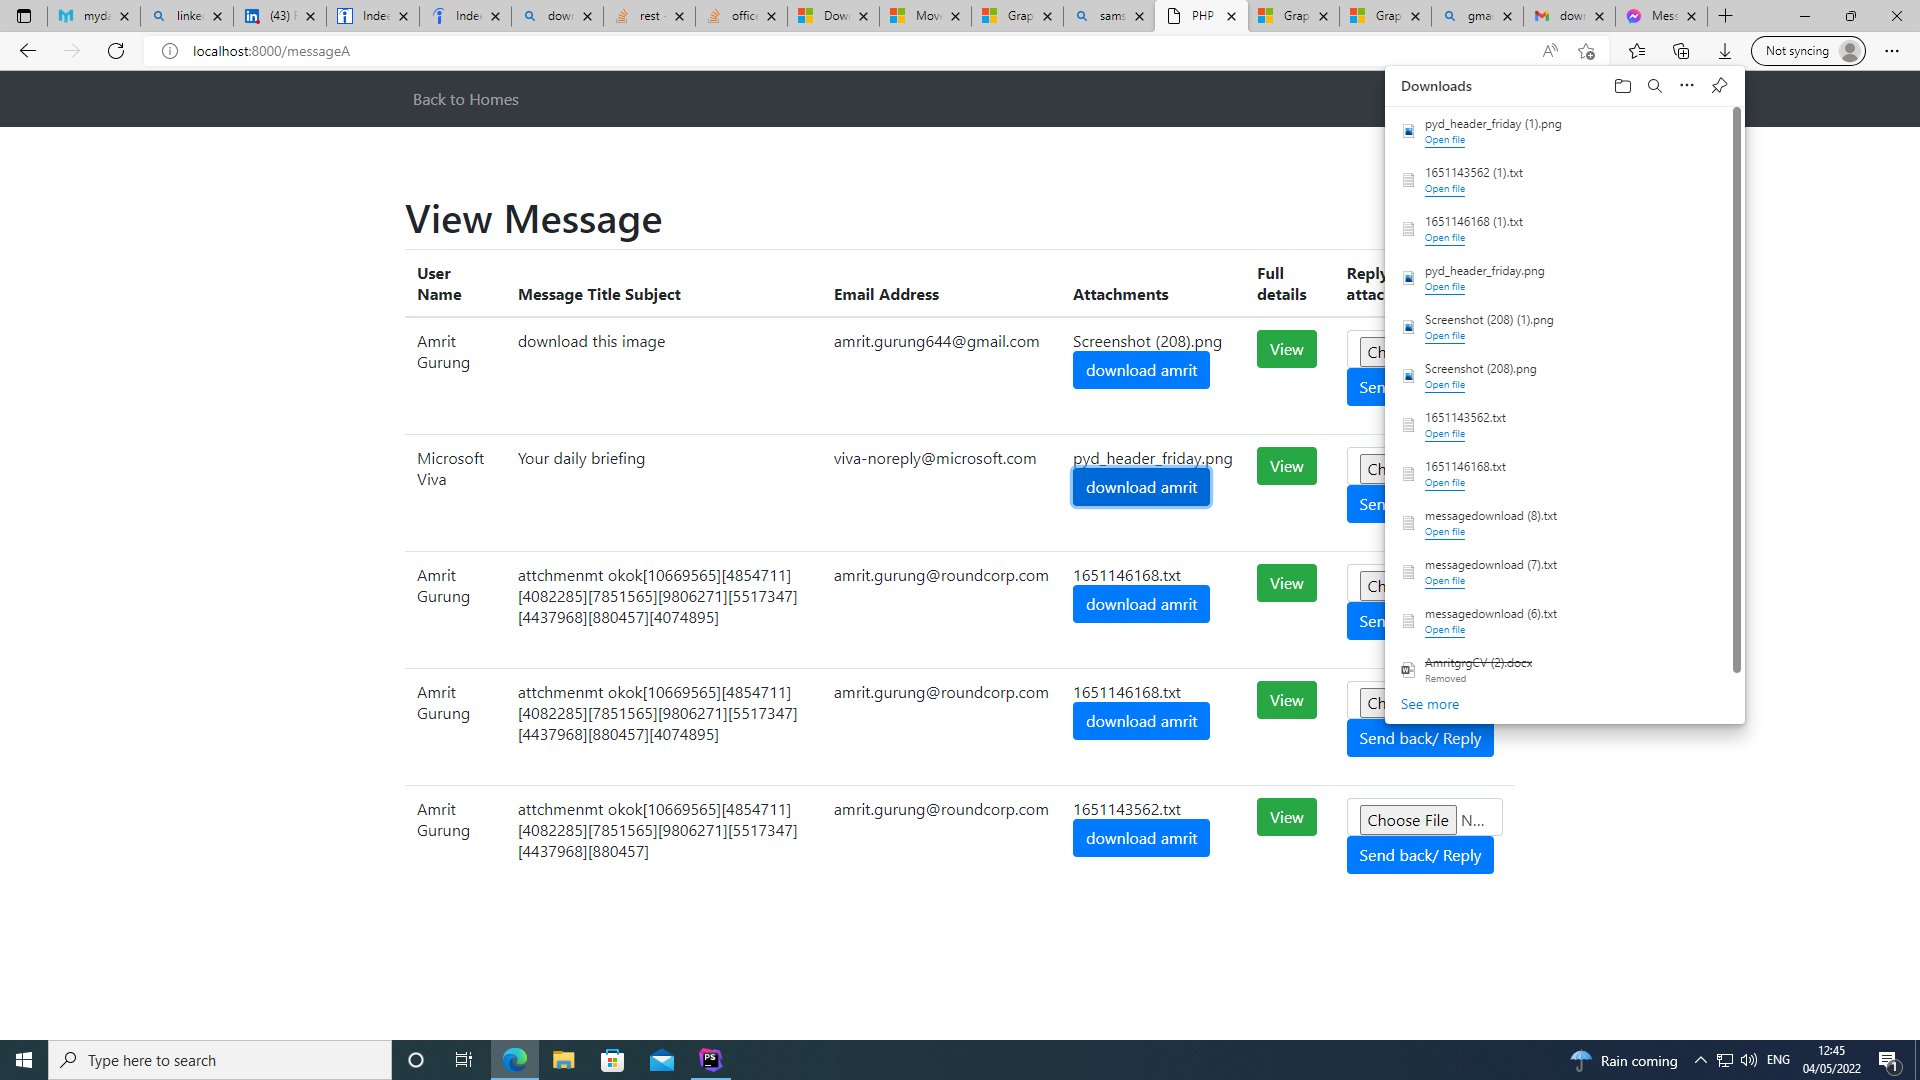 myda
linke
(43) F
Indee
Indee
dow
rest -
office
Dow
Move
Grap
sams
PHP
Grap
Grap
gmai
dow
Mess
localhost:8000/messageA
Not syncing
Back to Homes
Downloads
pyd_header_friday (1).png
Open file
1651143562 (1).txt
Open file
1651146168 (1).txt
Open file
pyd_header_friday.png
Open file
Screenshot (208) (1).png
Open file
Screenshot (208).png
Open file
1651143562.txt
Open file
1651146168.txt
Open file
messagedownload (8).txt
Open file
messagedownload (7).txt
Open file
messagedownload (6).txt
Open file
AmritgrgCV (2).docx
Removed
See more
View Message
User Name
Message Title Subject
Email Address
Attachments
Full details
Reply
attac
Amrit Gurung
download this image
amrit.gurung644@gmail.com
Screenshot (208).png
download amrit
View
Ch
Sen
Microsoft Viva
Your daily briefing
viva-noreply@microsoft.com
pyd_header_friday.png
download amrit
View
Ch
Sen
Amrit Gurung
attchmenmt okok[10669565][4854711]
[4082285][7851565][9806271][5517347]
[4437968][880457][4074895]
amrit.gurung@roundcorp.com
1651146168.txt
download amrit
View
Ch
Sen
Amrit Gurung
attchmenmt okok[10669565][4854711]
[4082285][7851565][9806271][5517347]
[4437968][880457][4074895]
amrit.gurung@roundcorp.com
1651146168.txt
download amrit
View
Ch
Send back/ Reply
Amrit Gurung
attchmenmt okok[10669565][4854711]
[4082285][7851565][9806271][5517347]
[4437968][880457]
amrit.gurung@roundcorp.com
1651143562.txt
download amrit
View
Choose File N...
Send back/ Reply
Type here to search
PS
Rain coming
ENG
12:45
04/05/2022
1